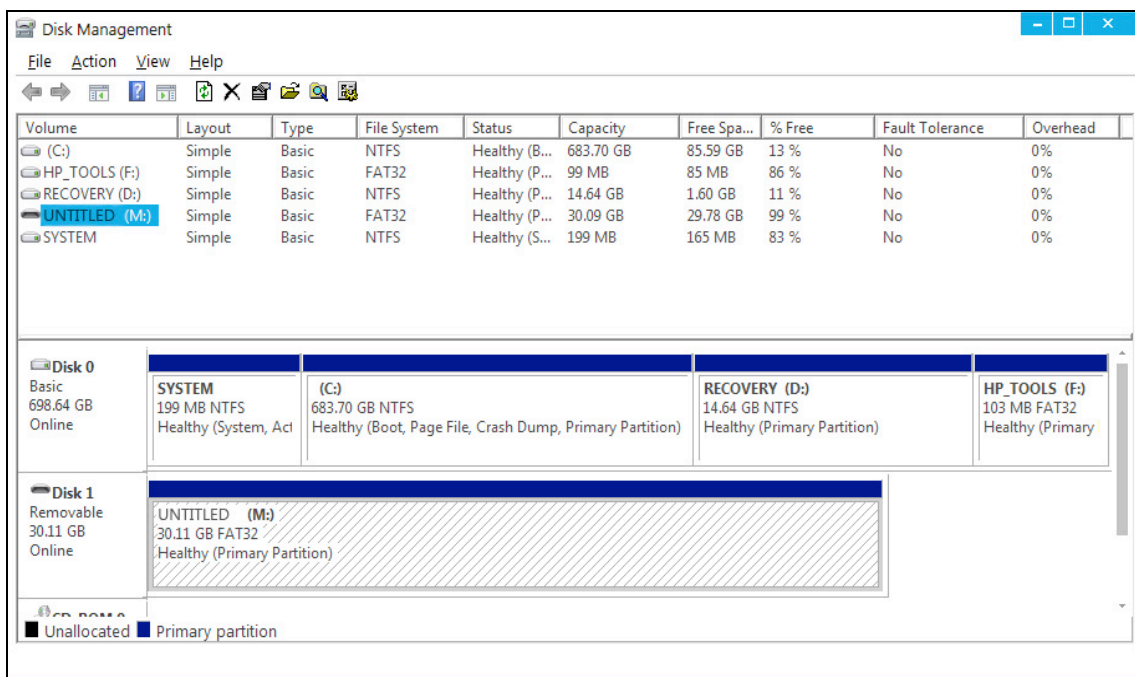 Disk Management
File Action View Help
Volume Layout Type File System Status Capacity Free Spa... % Free Fault Tolerance Overhead
(C:) Simple Basic NTFS Healthy (B... 683.70 GB 85.59 GB 13 % No 0%
HP_TOOLS (F:) Simple Basic FAT32 Healthy (P... 99 MB 85 MB 86 % No 0%
RECOVERY (D:) Simple Basic NTFS Healthy (P... 14.64 GB 1.60 GB 11 % No 0%
UNTITLED (M:) Simple Basic FAT32 Healthy (P... 30.09 GB 29.78 GB 99 % No 0%
SYSTEM Simple Basic NTFS Healthy (S... 199 MB 165 MB 83 % No 0%
Disk 0
Basic
698.64 GB
Online
SYSTEM
199 MB NTFS
Healthy (System, Act
(C:)
683.70 GB NTFS
Healthy (Boot, Page File, Crash Dump, Primary Partition)
RECOVERY (D:)
14.64 GB NTFS
Healthy (Primary Partition)
HP_TOOLS (F:)
103 MB FAT32
Healthy (Primary
Disk 1
Removable
30.11 GB
Online
UNTITLED (M:)
30.11 GB FAT32
Healthy (Primary Partition)
CD-ROM 0
Unallocated Primary partition